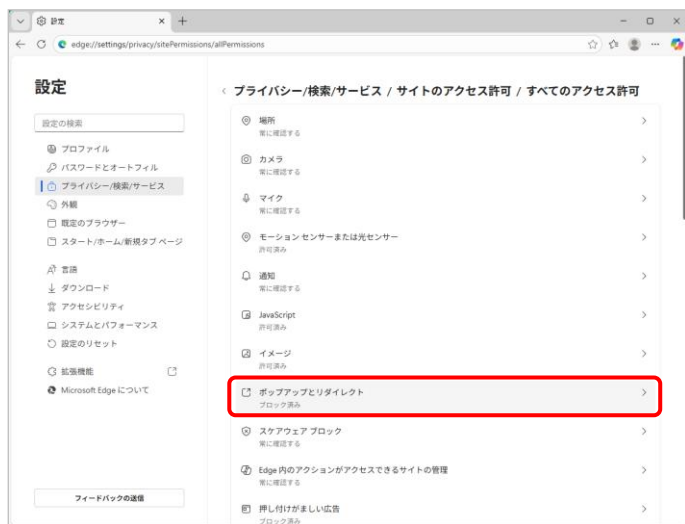 設定
edge://settings/privacy/sitePermissions/allPermissions
設定
設定の検索
プロファイル
パスワードとオートフィル
プライバシー/検索/サービス
外観
既定のブラウザー
スタート/ホーム/新規タブ ページ
言語
ダウンロード
アクセシビリティ
システムとパフォーマンス
設定のリセット
拡張機能
Microsoft Edge について
フィードバックの送信
プライバシー/検索/サービス / サイトのアクセス許可 / すべてのアクセス許可
場所
常に確認する
カメラ
常に確認する
マイク
常に確認する
モーション センサーまたは光センサー
許可済み
通知
常に確認する
JavaScript
許可済み
イメージ
許可済み
ポップアップとリダイレクト
ブロック済み
スケアウェア ブロック
常に確認する
Edge 内のアクションがアクセスできるサイトの管理
常に確認する
押し付けがましい広告
ブロック済み